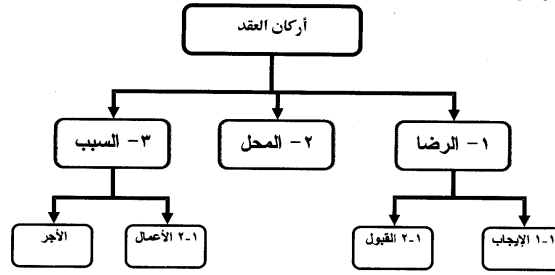 أركان العقد
١- الرضا
٢- المحل
٣- السبب
١-١ الإيجاب
١-٢ القبول
١-٢ الأعمال
الأجر